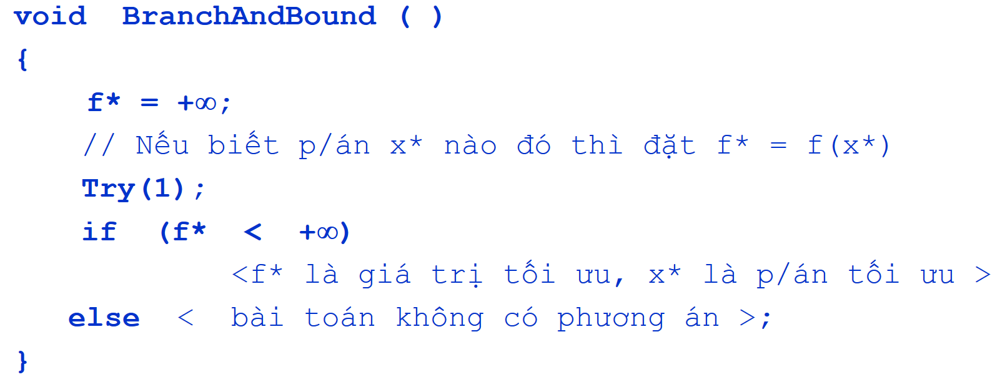 void BranchAndBound ( )
{
f* = +∞;
// Nếu biết p/án x* nào đó thì đặt f* = f(x*)
Try(1);
if (f* < +∞)
<f* là giá trị tối ưu, x* là p/án tối ưu >
else < bài toán không có phương án >;
}